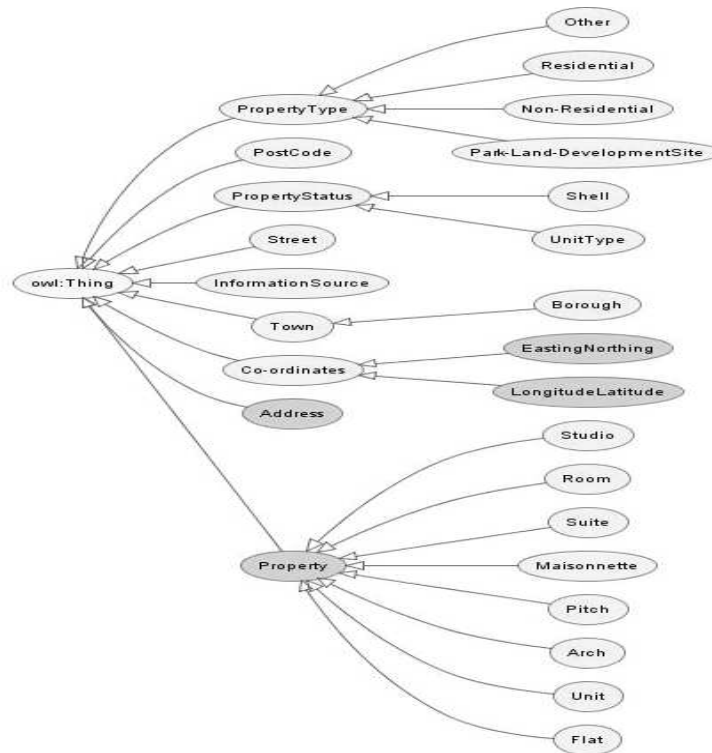 Other
Residential
PropertyType
Non-Residential
Park-Land-DevelopmentSite
PostCode
PropertyStatus
Shell
UnitType
Street
owl:Thing
InformationSource
Town
Borough
EastingNorthing
Co-ordinates
LongitudeLatitude
Address
Studio
Room
Suite
Property
Maisonnette
Pitch
Arch
Unit
Flat